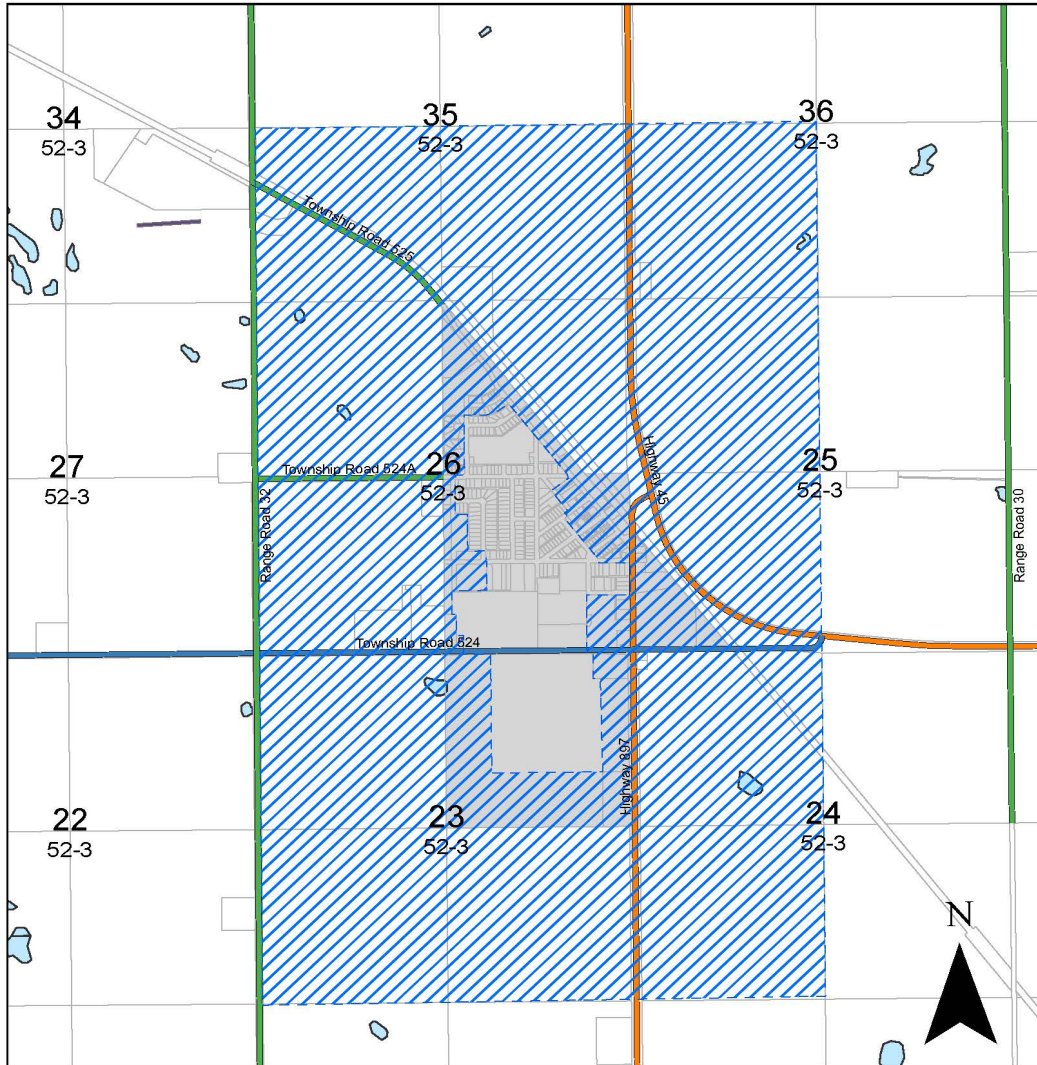 34
52-3
35
52-3
36
52-3
Township Road 525
27
52-3
Township Road 524A
26
52-3
Highway 45
25
52-3
Range Road 32
Range Road 30
Township Road 524
Highway 897
22
52-3
23
52-3
24
52-3
N